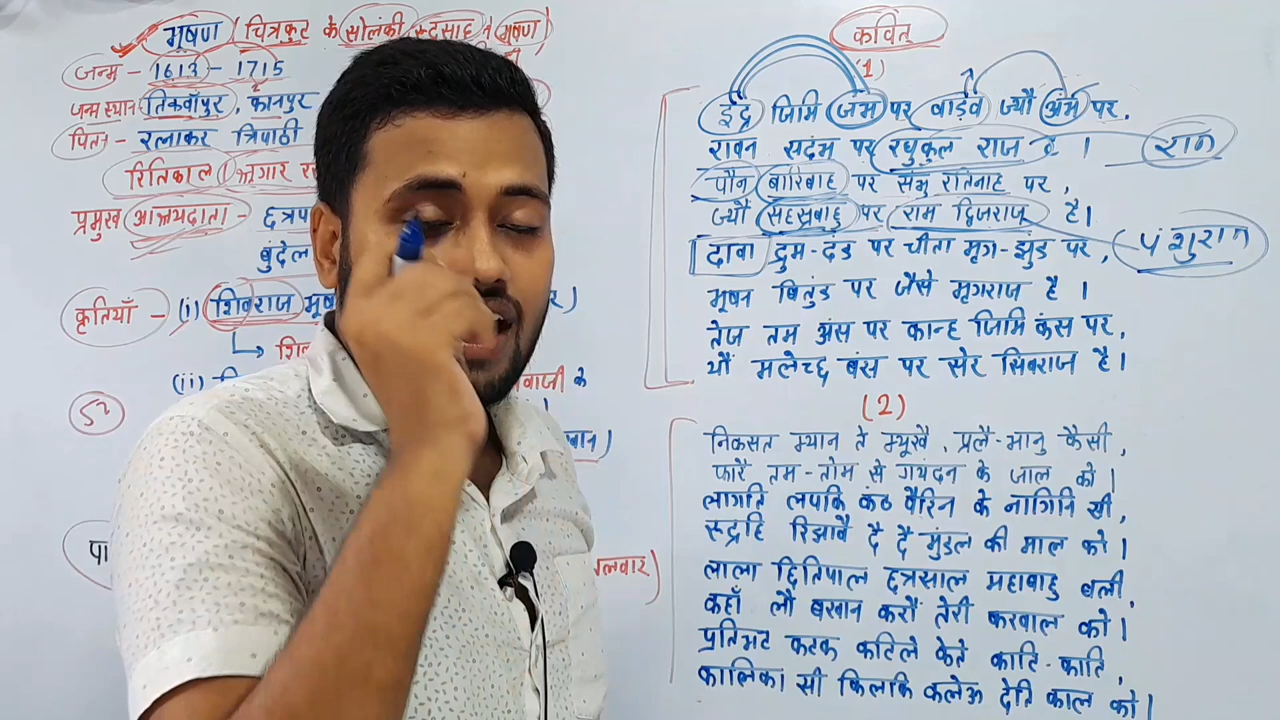 भूषण (चित्रकुट के सोलंकी रूद्रसाह ने भूषण)
जन्म – 1613 – 1715
जन्म स्थान तिकवाँपुर, कानपुर
पिता – रत्नाकर त्रिपाठी
रितिकाल श्रृंगार
प्रमुख आश्रयदाता – छत्रप
बुंदेल
कृतियाँ – (i) शिवराज भूष )
→ शि
(ii) वाजी के
52
लवार)
कवित्त
(1)
इंद्र जिमि जंभ पर बाड़व ज्यौं अंभ पर,
रावन सदंभ पर रघुकुल राज है। राम
पौन बारिबाह पर संभु रतिनाह पर,
ज्यौं सहस्रबाहु पर राम द्विजराज है।
दावा द्रुम-दंड पर चीता मृग-झुंड पर, पशुराम
भूषन बितुंड पर जैसे मृगराज है।
तेज तम अंस पर कान्ह जिमि कंस पर,
यौं मलेच्छ बंस पर सेर सिवराज है।
(2)
निकसत म्यान ते म्यूखै, प्रलै-भानु कैसी,
फारै तम-तोम से गयंदन के जाल को।
लागति लपकि कंठ बैरिन के नागिनि सी,
रूद्रहि रिझावै दै दै मुंडन की माल को।
लाला छितिपाल छत्रसाल महाबाहु बली,
कहाँ लौ बखान करौं तेरी करवाल को।
प्रतिभट कटक कटिले केते काटि-काटि,
कालिका सी किलकि कलेऊ देति काल को।